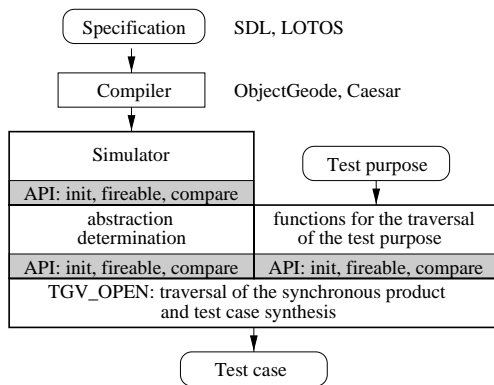 Specification
SDL, LOTOS
Compiler
ObjectGeode, Caesar
Simulator
Test purpose
API: init, fireable, compare
abstraction
determination
functions for the traversal
of the test purpose
API: init, fireable, compare
API: init, fireable, compare
TGV_OPEN: traversal of the synchronous product
and test case synthesis
Test case